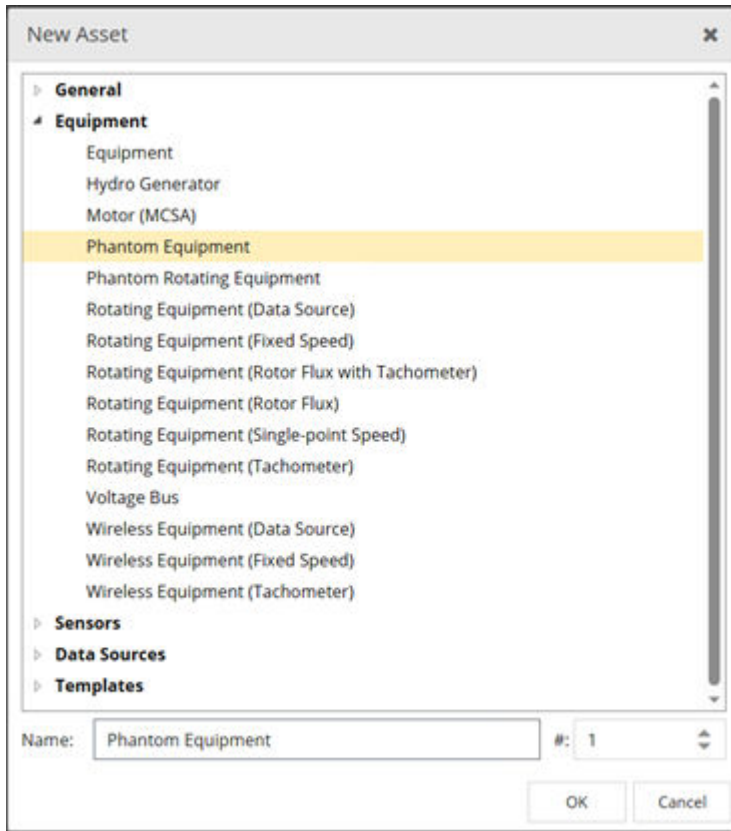 New Asset
General
Equipment
Equipment
Hydro Generator
Motor (MCSA)
Phantom Equipment
Phantom Rotating Equipment
Rotating Equipment (Data Source)
Rotating Equipment (Fixed Speed)
Rotating Equipment (Rotor Flux with Tachometer)
Rotating Equipment (Rotor Flux)
Rotating Equipment (Single-point Speed)
Rotating Equipment (Tachometer)
Voltage Bus
Wireless Equipment (Data Source)
Wireless Equipment (Fixed Speed)
Wireless Equipment (Tachometer)
Sensors
Data Sources
Templates
Name: Phantom Equipment #: 1
OK Cancel